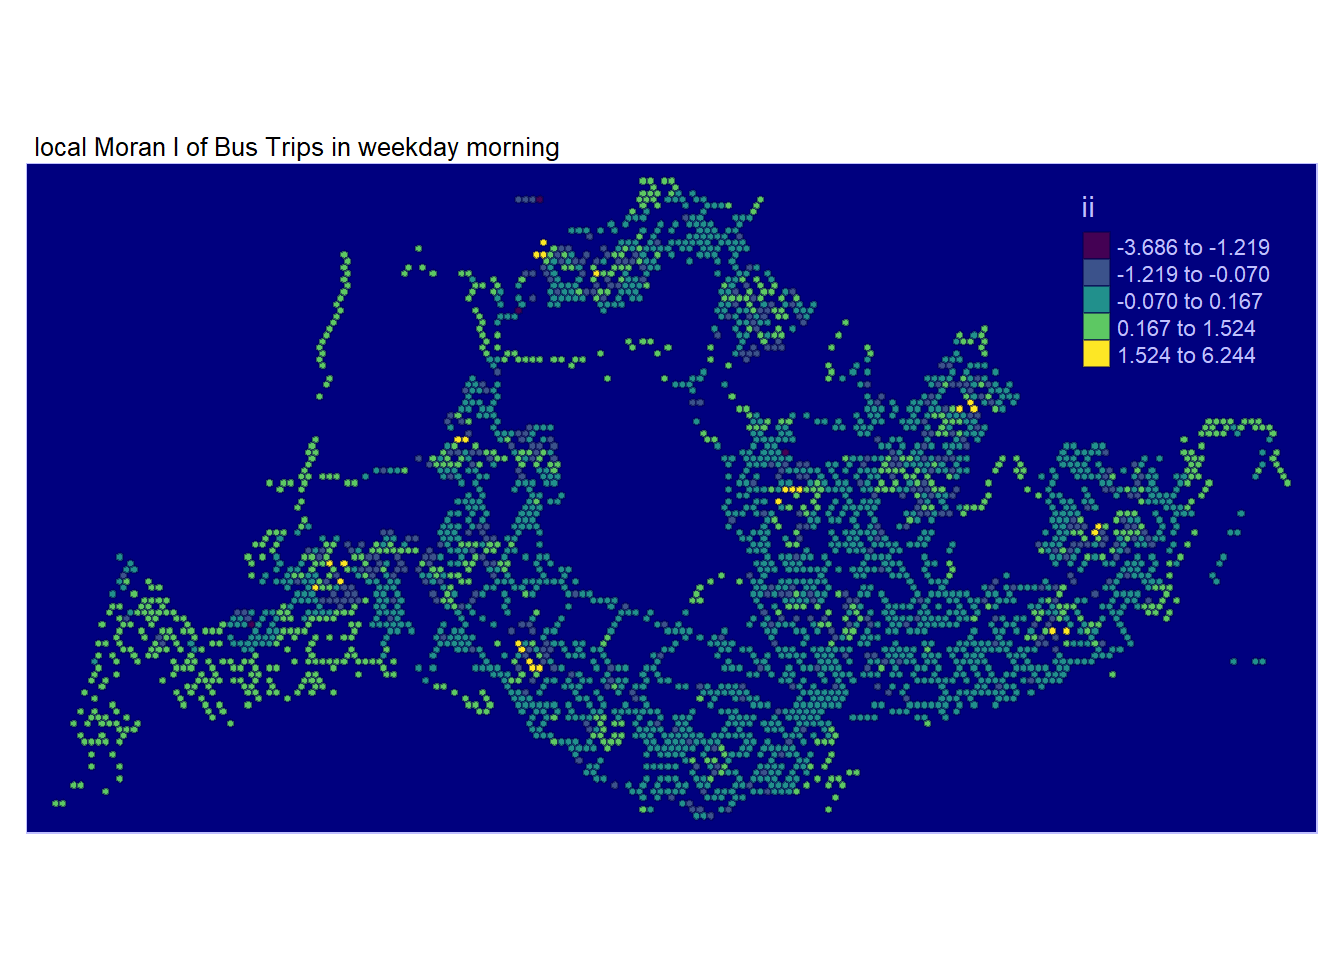 local Moran I of Bus Trips in weekday morning
ii
-3.686 to -1.219
-1.219 to -0.070
-0.070 to 0.167
0.167 to 1.524
1.524 to 6.244